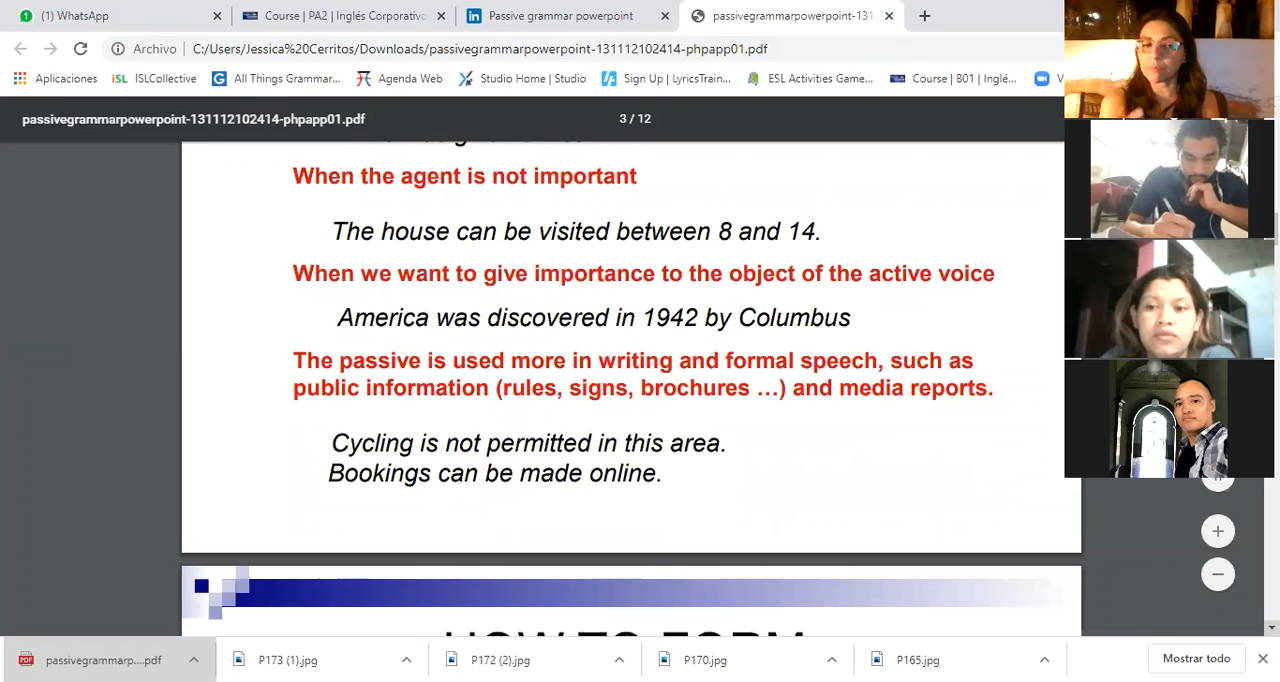 (1) WhatsApp
Course | PA2 | Inglés Corporativo
Passive grammar powerpoint
passivegrammarpowerpoint-131
Archivo
C:/Users/Jessica%20Cerritos/Downloads/passivegrammarpowerpoint-131112102414-phpapp01.pdf
Aplicaciones
ISLCollective
All Things Grammar...
Agenda Web
Studio Home | Studio
Sign Up | LyricsTrain...
ESL Activities Game...
Course | B01 | Inglé...
passivegrammarpowerpoint-131112102414-phpapp01.pdf
3 / 12
When the agent is not important
The house can be visited between 8 and 14.
When we want to give importance to the object of the active voice
America was discovered in 1942 by Columbus
The passive is used more in writing and formal speech, such as
public information (rules, signs, brochures …) and media reports.
Cycling is not permitted in this area.
Bookings can be made online.
HOW TO FORM
passivegrammarp....pdf
P173 (1).jpg
P172 (2).jpg
P170.jpg
P165.jpg
Mostrar todo